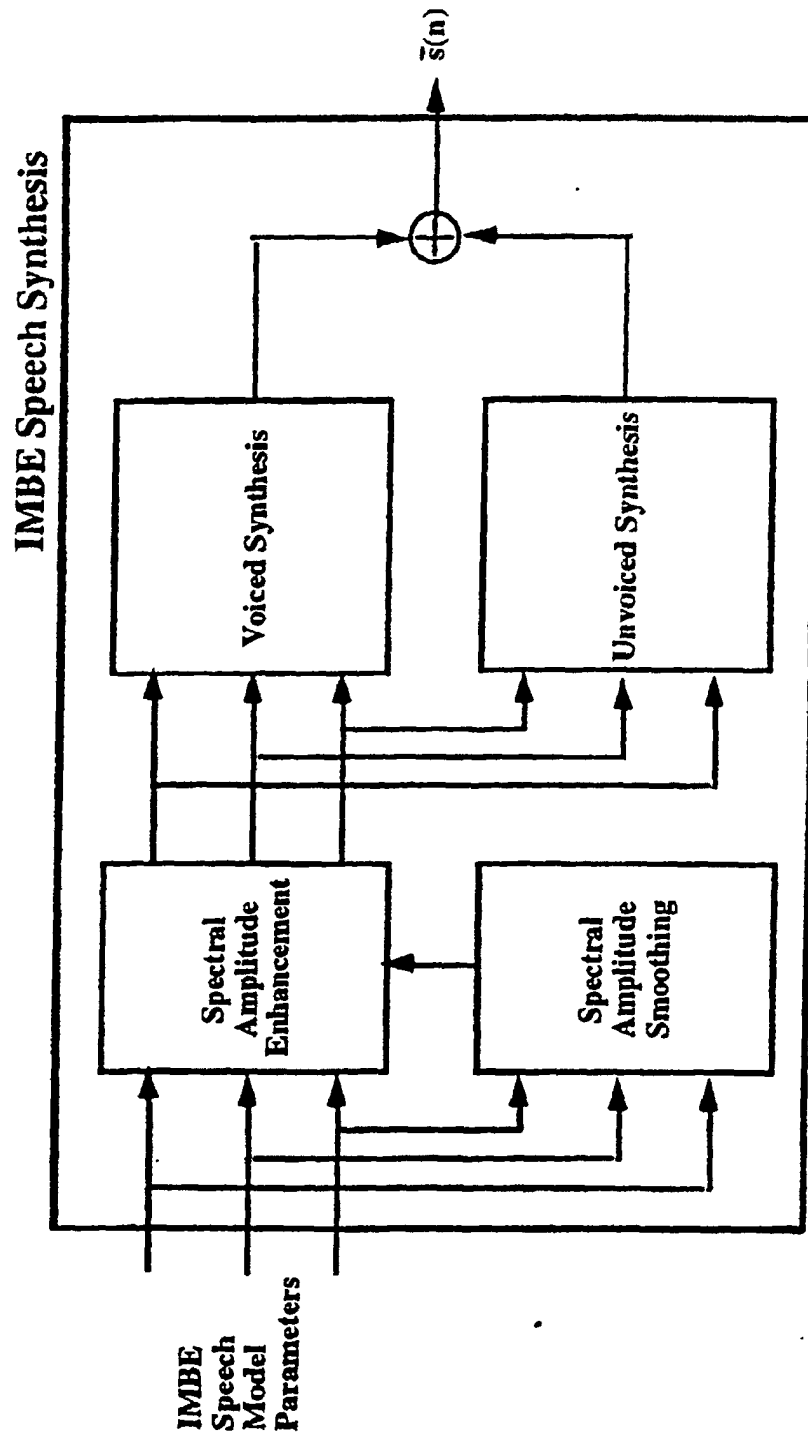 IMBE Speech Synthesis
IMBE
Speech
Model
Parameters
Spectral
Amplitude
Enhancement
Spectral
Amplitude
Smoothing
Voiced Synthesis
Unvoiced Synthesis
s̄(n)